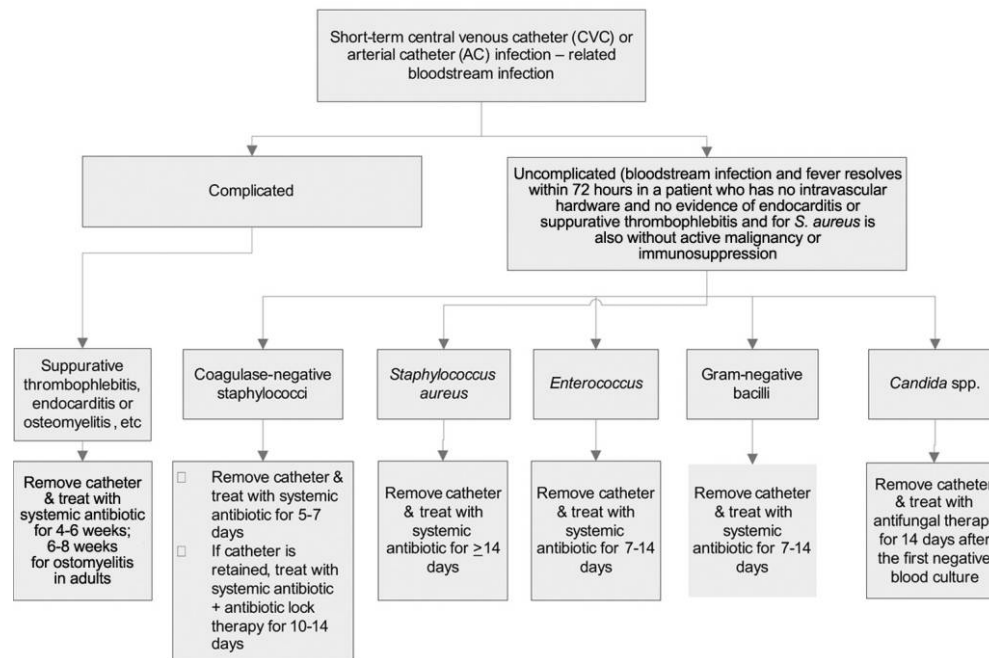 Short-term central venous catheter (CVC) or
arterial catheter (AC) infection – related
bloodstream infection
Complicated
Uncomplicated (bloodstream infection and fever resolves
within 72 hours in a patient who has no intravascular
hardware and no evidence of endocarditis or
suppurative thrombophlebitis and for S. aureus is
also without active malignancy or
immunosuppression
Suppurative
thrombophlebitis,
endocarditis or
osteomyelitis , etc
Coagulase-negative
staphylococci
Staphylococcus
aureus
Enterococcus
Gram-negative
bacilli
Candida spp.
Remove catheter
& treat with
systemic antibiotic
for 4-6 weeks;
6-8 weeks
for ostomyelitis
in adults
Remove catheter &
treat with systemic
antibiotic for 5-7
days
If catheter is
retained, treat with
systemic antibiotic
+ antibiotic lock
therapy for 10-14
days
Remove catheter
& treat with
systemic
antibiotic for ≥14
days
Remove catheter
& treat with
systemic
antibiotic for 7-14
days
Remove catheter
& treat with
systemic
antibiotic for 7-14
days
Remove catheter
& treat with
antifungal therapy
for 14 days after
the first negative
blood culture